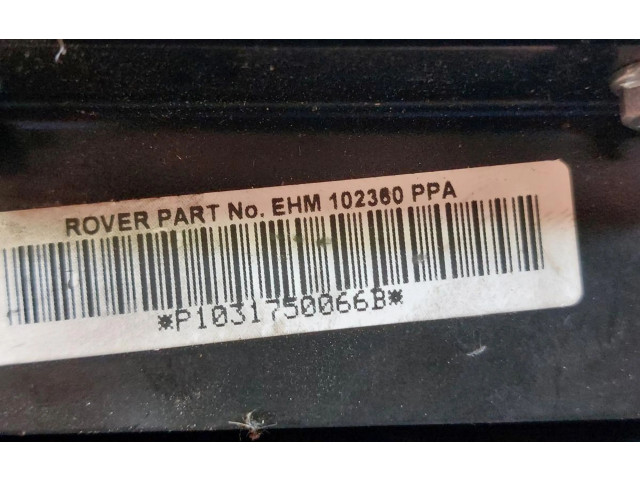 ROVER PART No. EHM 102360 PPA
*P1031750066B*